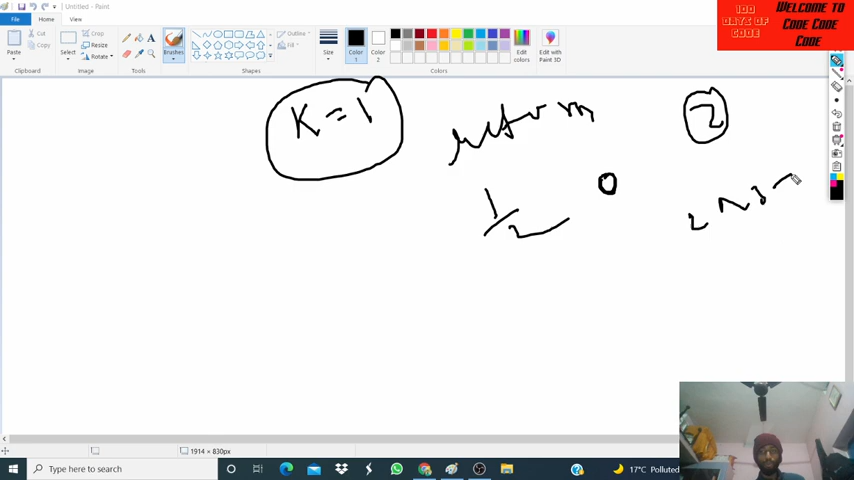 Untitled - Paint
File
Home
View
Cut
Copy
Paste
Clipboard
Select
Crop
Resize
Rotate
Image
Tools
A
Brushes
Shapes
Outline
Fill
Size
Color
1
Color
2
Edit
colors
Colors
Edit with
Paint 3D
100
DAYS OF
CODE
WELCOME TO
CODE CODE
CODE
K = 1
return
2
1
2
0
1914 × 830px
Type here to search
17°C Polluted